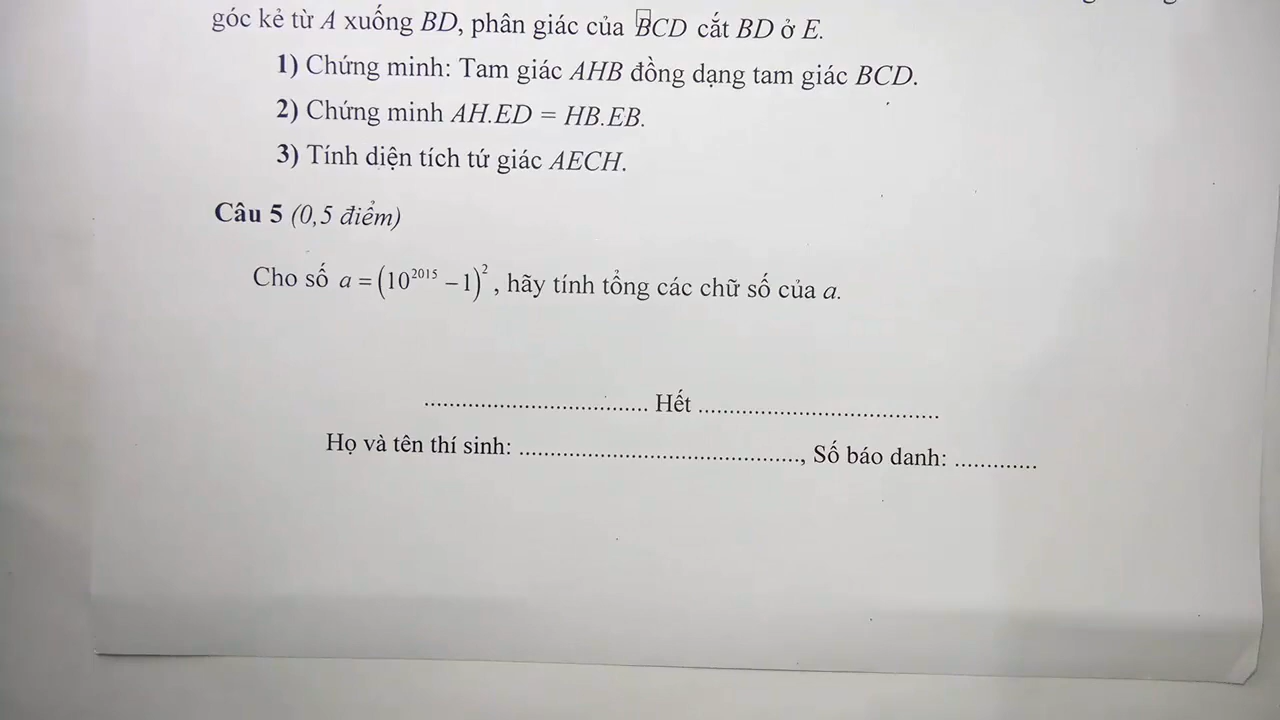 góc kẻ từ A xuống BD, phân giác của BCD cắt BD ở E.
1) Chứng minh: Tam giác AHB đồng dạng tam giác BCD.
2) Chứng minh AH.ED = HB.EB.
3) Tính diện tích tứ giác AECH.
Câu 5 (0,5 điểm)
Cho số a = (10²⁰¹⁵ – 1)², hãy tính tổng các chữ số của a.
.................................... Hết .......................................
Họ và tên thí sinh: ............................................., Số báo danh: .............